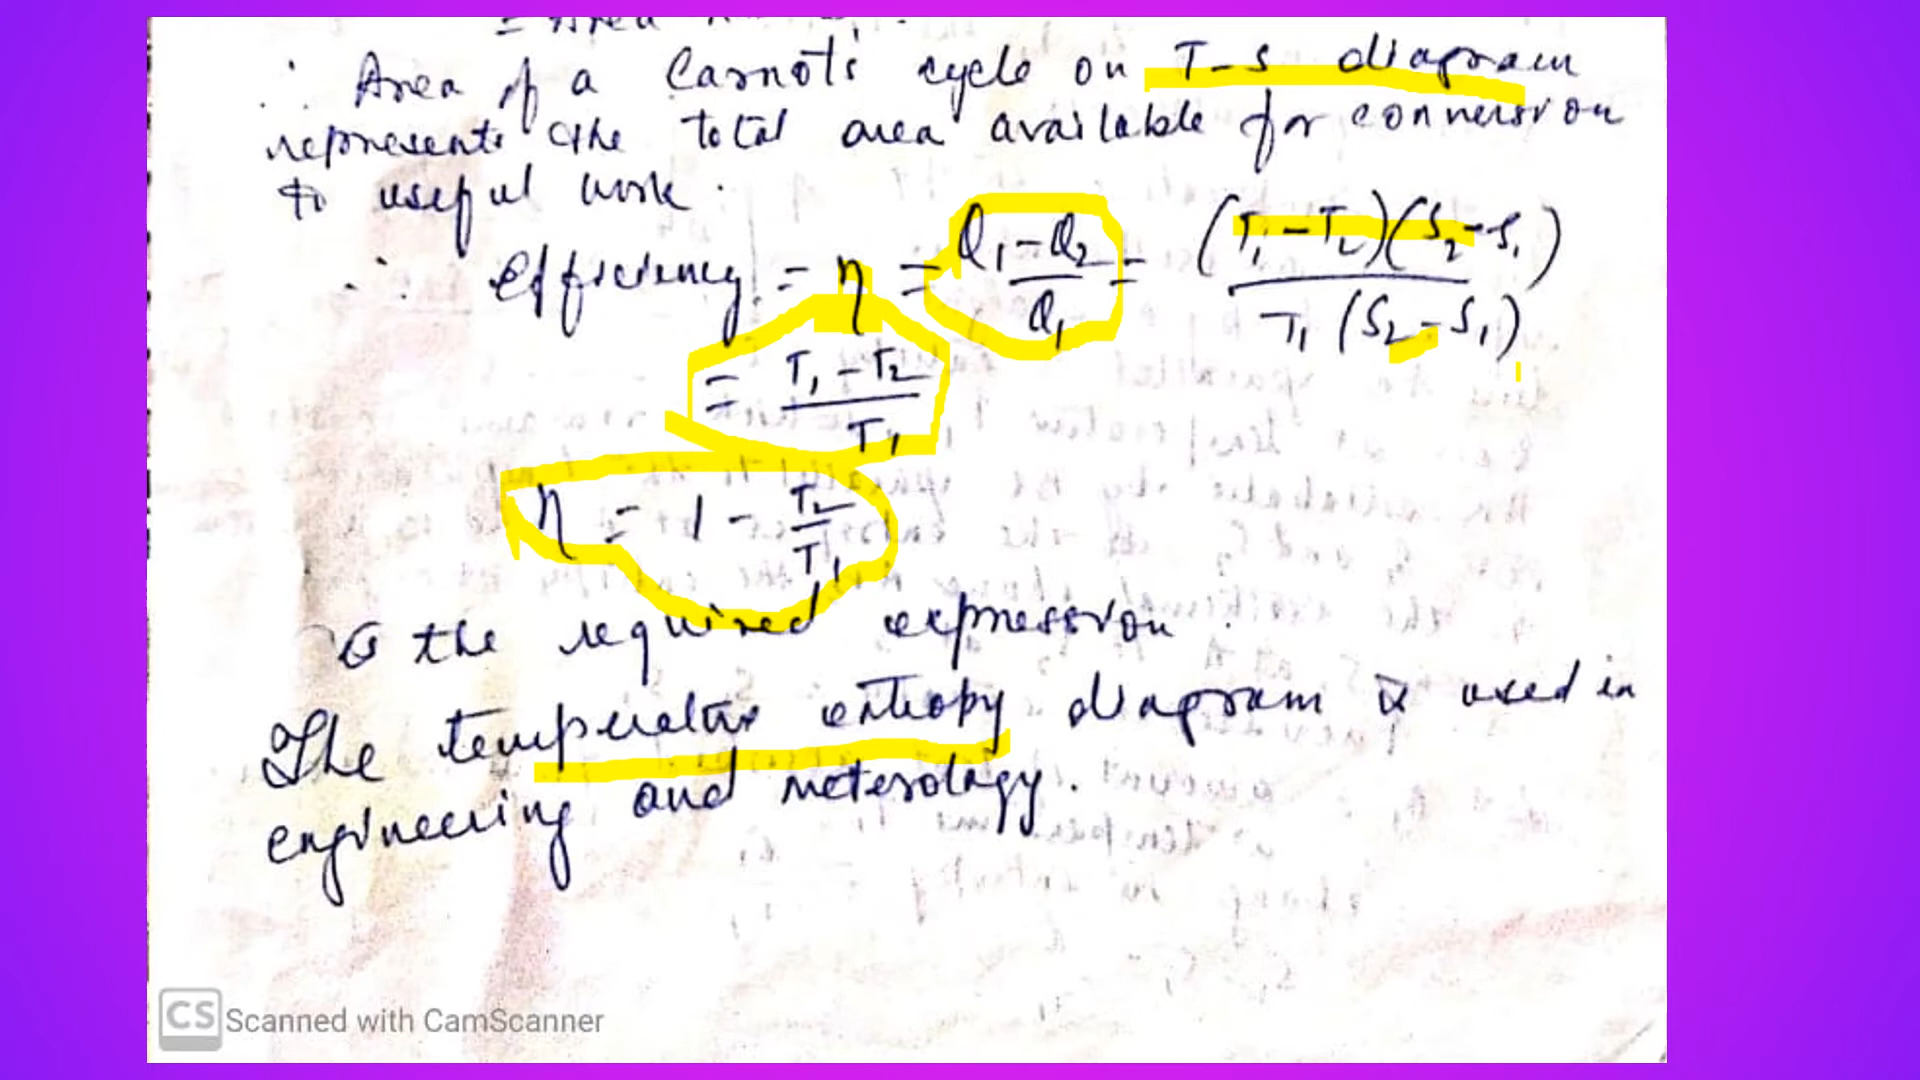 = Area
∴ Area of a Carnot's cycle on T-S diagram
represents the total area available for conversion
to useful work.
∴ Efficiency = η = (Q₁ - Q₂)/Q₁ = (T₁ - T₂)(S₂ - S₁)/T₁(S₂ - S₁)
= (T₁ - T₂)/T₁
η = 1 - T₂/T₁
is the required expression.
The temperature entropy diagram is used in
engineering and meterology.
CS Scanned with CamScanner